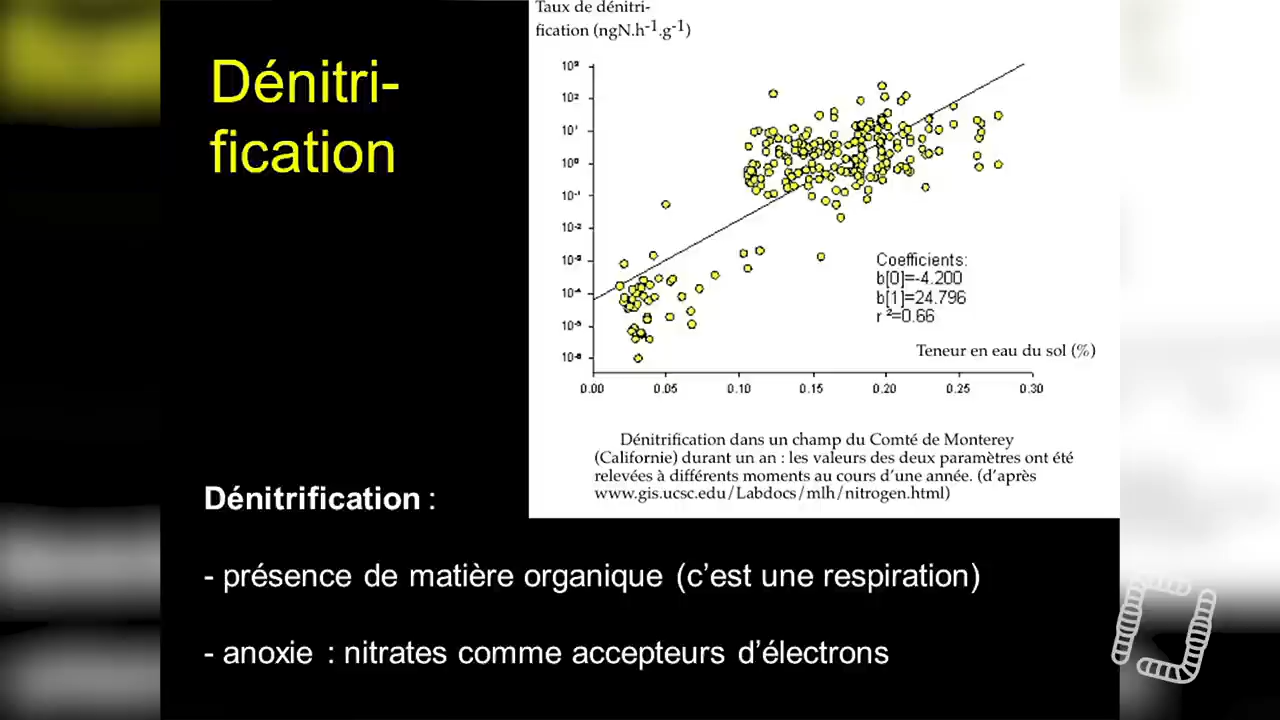 Dénitri-
fication
Taux de dénitri-
fication (ngN.h-1.g-1)
10³
10²
10¹
10⁰
10-¹
10-²
10-³
10-⁴
10-⁵
10-⁶
0.00 0.05 0.10 0.15 0.20 0.25 0.30
Coefficients:
b[0]=-4.200
b[1]=24.796
r ²=0.66
Teneur en eau du sol (%)
Dénitrification dans un champ du Comté de Monterey
(Californie) durant un an : les valeurs des deux paramètres ont été
relevées à différents moments au cours d'une année. (d'après
www.gis.ucsc.edu/Labdocs/mlh/nitrogen.html)
Dénitrification :
- présence de matière organique (c'est une respiration)
- anoxie : nitrates comme accepteurs d'électrons